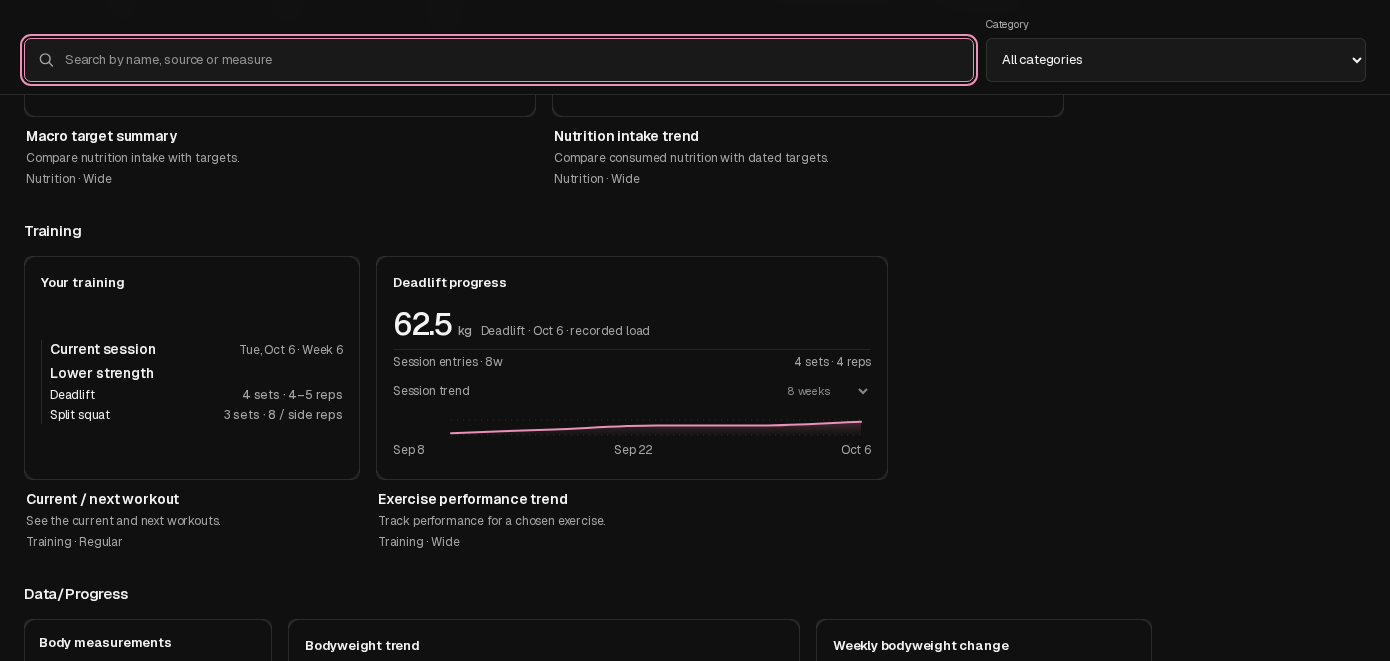 Category
Search by name, source or measure
All categories
Macro target summary
Compare nutrition intake with targets.
Nutrition · Wide
Nutrition intake trend
Compare consumed nutrition with dated targets.
Nutrition · Wide
Training
Your training
Current session
Tue, Oct 6 · Week 6
Lower strength
Deadlift
4 sets · 4–5 reps
Split squat
3 sets · 8 / side reps
Current / next workout
See the current and next workouts.
Training · Regular
Deadlift progress
62.5 kg Deadlift · Oct 6 · recorded load
Session entries · 8w
4 sets · 4 reps
Session trend
8 weeks
Sep 8
Sep 22
Oct 6
Exercise performance trend
Track performance for a chosen exercise.
Training · Wide
Data/Progress
Body measurements
Bodyweight trend
Weekly bodyweight change